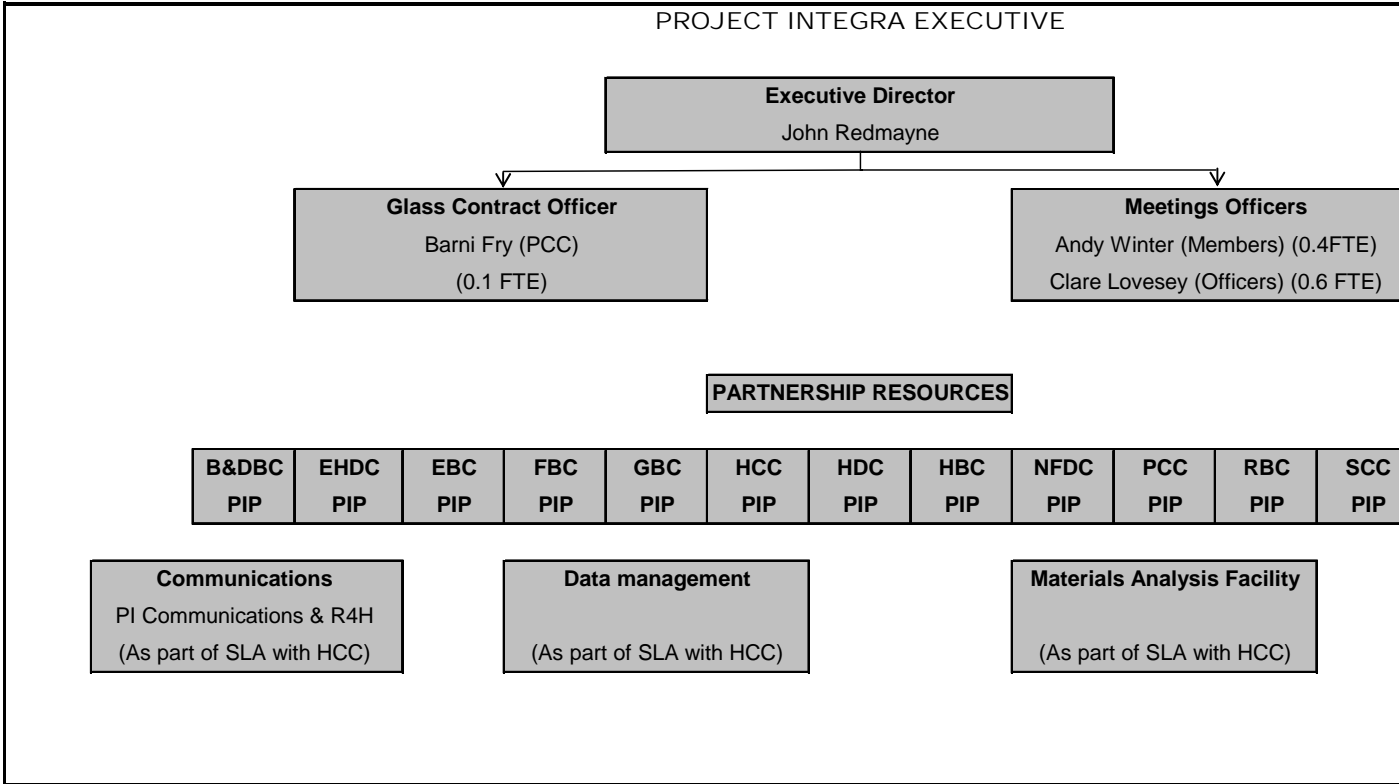 PROJECT INTEGRA EXECUTIVE
Executive Director
John Redmayne
Glass Contract Officer
Barni Fry (PCC)
(0.1 FTE)
Meetings Officers
Andy Winter (Members) (0.4FTE)
Clare Lovesey (Officers) (0.6 FTE)
PARTNERSHIP RESOURCES
B&DBC EHDC EBC FBC GBC HCC HDC HBC NFDC PCC RBC SCC
PIP PIP PIP PIP PIP PIP PIP PIP PIP PIP PIP PIP
Communications
PI Communications & R4H
(As part of SLA with HCC)
Data management
(As part of SLA with HCC)
Materials Analysis Facility
(As part of SLA with HCC)